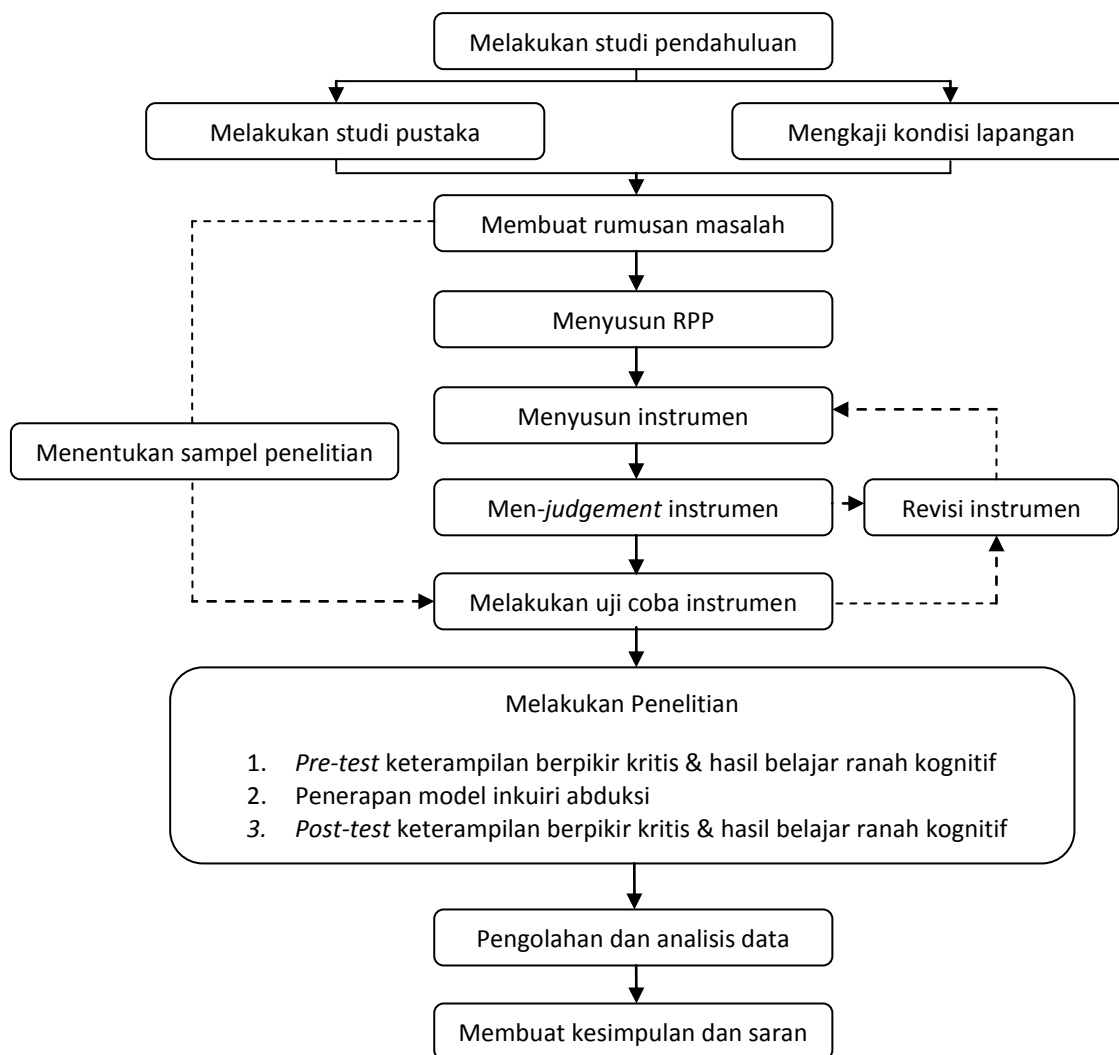 Melakukan studi pendahuluan
Melakukan studi pustaka
Mengkaji kondisi lapangan
Membuat rumusan masalah
Menyusun RPP
Menyusun instrumen
Menentukan sampel penelitian
Men-judgement instrumen
Revisi instrumen
Melakukan uji coba instrumen
Melakukan Penelitian
1. Pre-test keterampilan berpikir kritis & hasil belajar ranah kognitif
2. Penerapan model inkuiri abduksi
3. Post-test keterampilan berpikir kritis & hasil belajar ranah kognitif
Pengolahan dan analisis data
Membuat kesimpulan dan saran